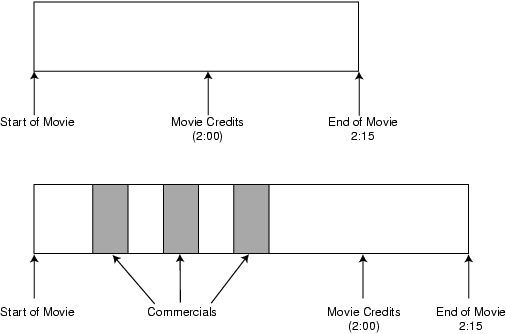 Start of Movie
Movie Credits
(2:00)
End of Movie
2:15
Start of Movie
Commercials
Movie Credits
(2:00)
End of Movie
2:15